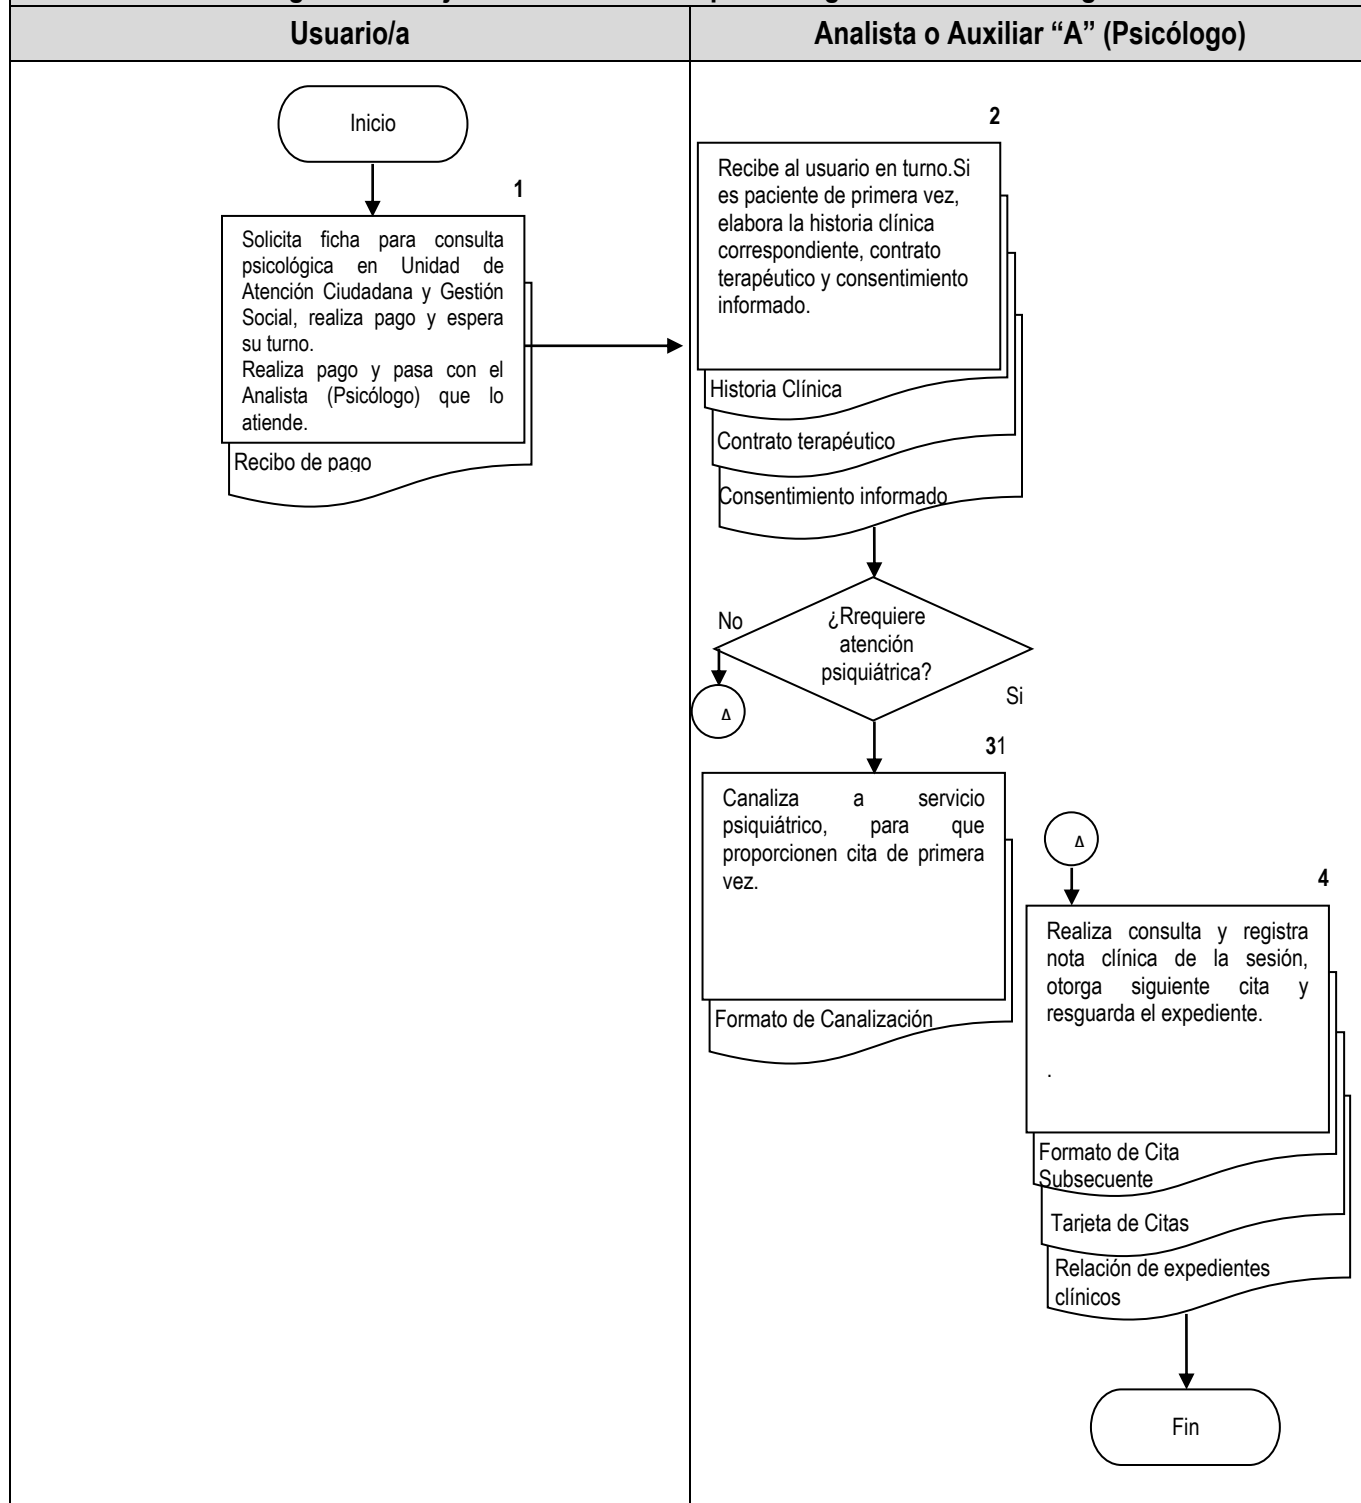 Usuario/a
Analista o Auxiliar “A” (Psicólogo)
Inicio
1
Solicita ficha para consulta
psicológica en Unidad de
Atención Ciudadana y Gestión
Social, realiza pago y espera
su turno.
Realiza pago y pasa con el
Analista (Psicólogo) que lo
atiende.
Recibo de pago
2
Recibe al usuario en turno.Si
es paciente de primera vez,
elabora la historia clínica
correspondiente, contrato
terapéutico y consentimiento
informado.
Historia Clínica
Contrato terapéutico
Consentimiento informado
¿Rrequiere
atención
psiquiátrica?
No
Si
31
Canaliza a servicio
psiquiátrico, para que
proporcionen cita de primera
vez.
Formato de Canalización
4
Realiza consulta y registra
nota clínica de la sesión,
otorga siguiente cita y
resguarda el expediente.
.
Formato de Cita
Subsecuente
Tarjeta de Citas
Relación de expedientes
clínicos
Fin